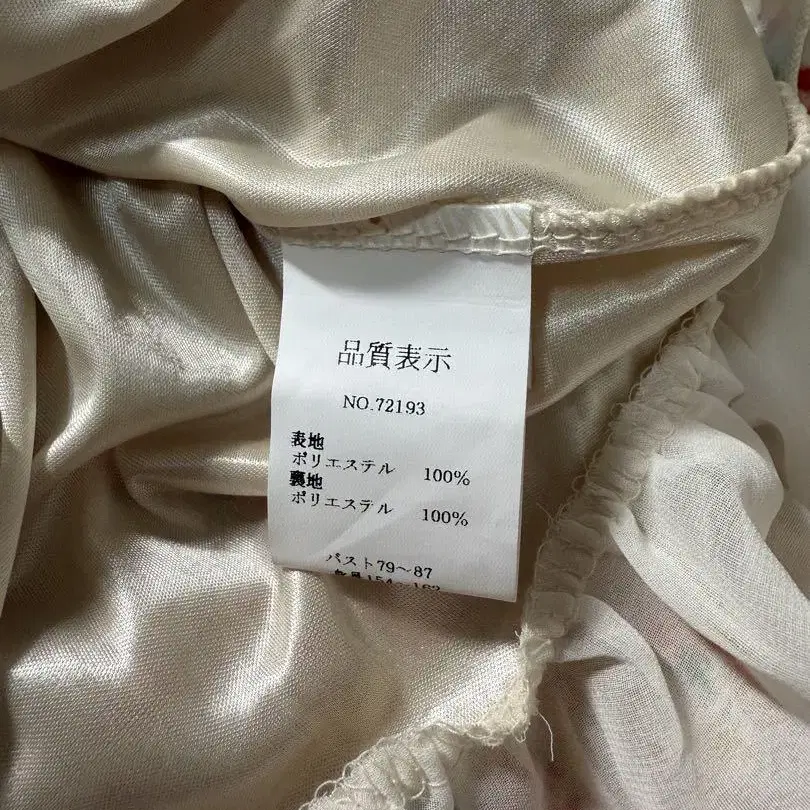 品質表示
NO.72193
表地
ポリエステル 100%
裏地
ポリエステル 100%
バスト79〜87